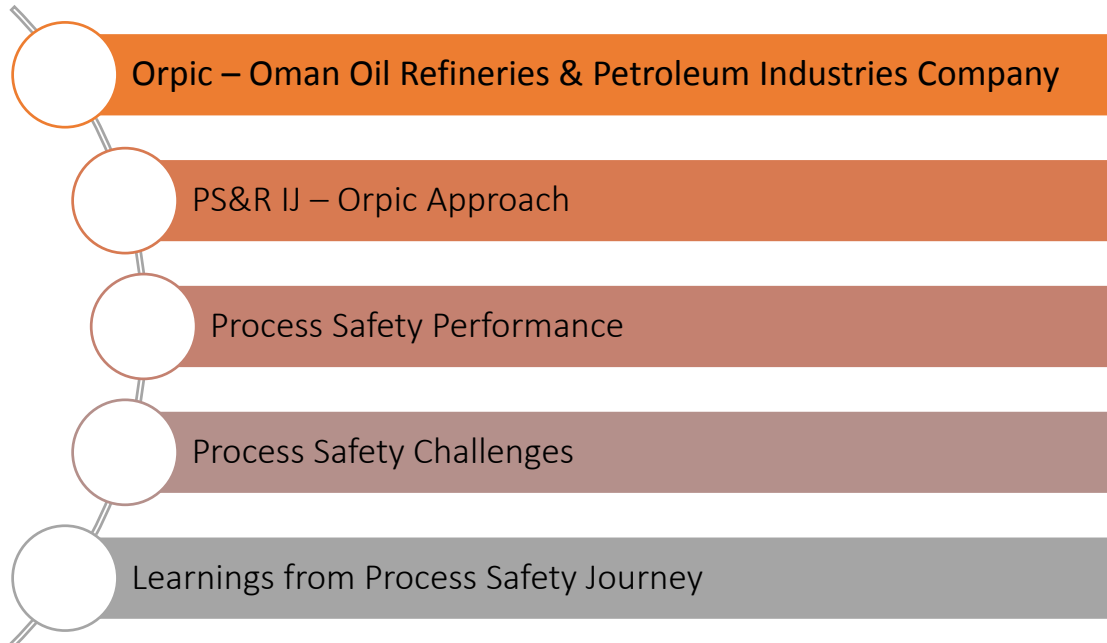 Orpic – Oman Oil Refineries & Petroleum Industries Company
PS&R IJ – Orpic Approach
Process Safety Performance
Process Safety Challenges
Learnings from Process Safety Journey